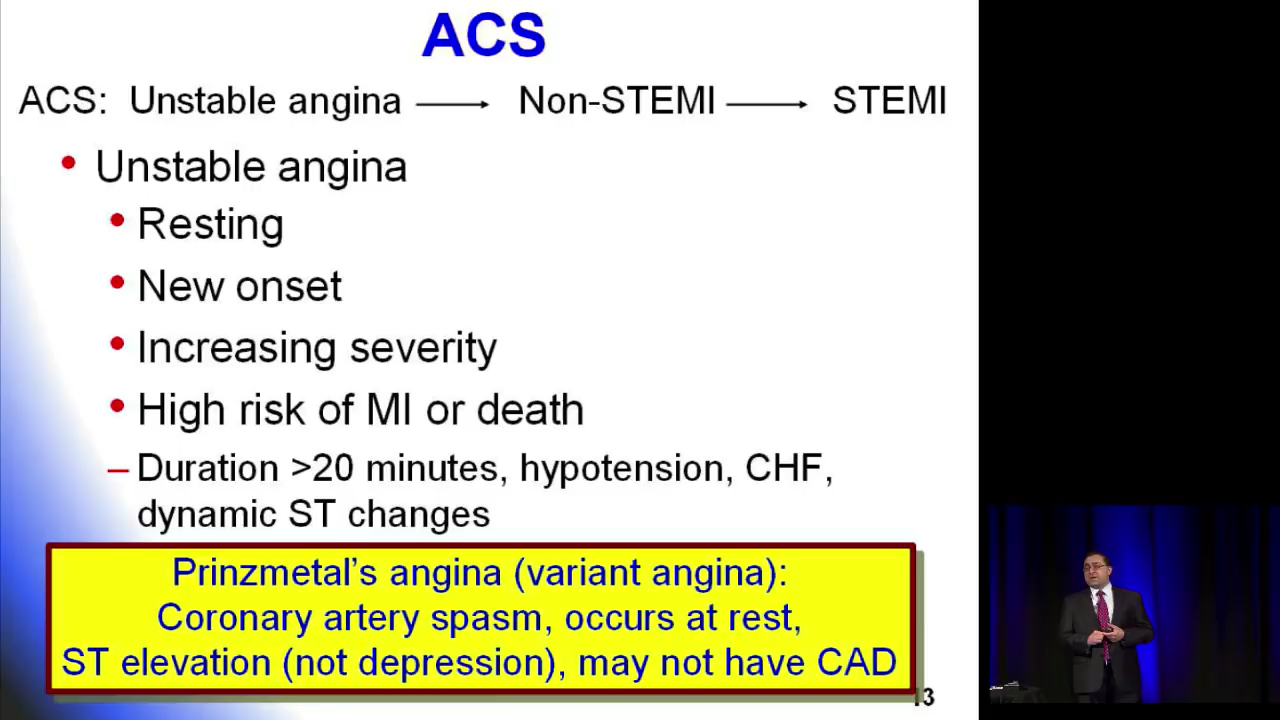 ACS
ACS: Unstable angina → Non-STEMI → STEMI
• Unstable angina
• Resting
• New onset
• Increasing severity
• High risk of MI or death
– Duration >20 minutes, hypotension, CHF,
dynamic ST changes
Prinzmetal’s angina (variant angina):
Coronary artery spasm, occurs at rest,
ST elevation (not depression), may not have CAD
13